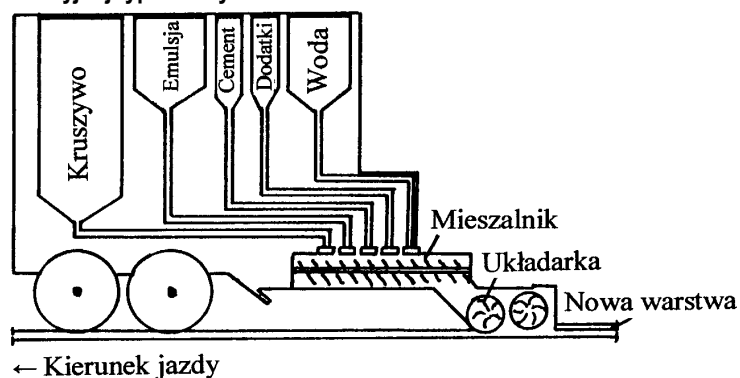 Kruszywo
Emulsja
Cement
Dodatki
Woda
Mieszalnik
Układarka
Nowa warstwa
← Kierunek jazdy